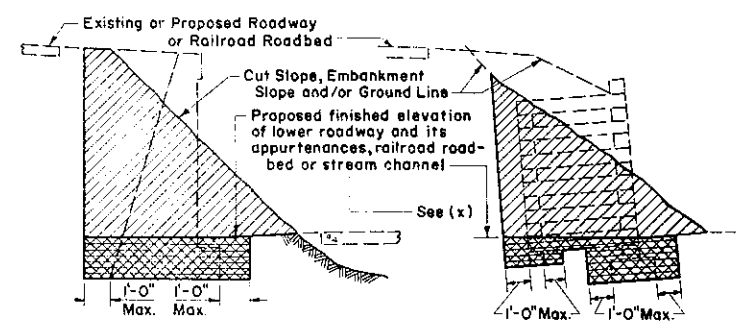 Existing or Proposed Roadway
or Railroad Roadbed
Cut Slope, Embankment
Slope and/or Ground Line
Proposed finished elevation
of lower roadway and its
appurtenances, railroad road-
bed or stream channel
See (x)
1'-0" 1'-0"
Max. Max.
1'-0" Max. 1'-0" Max.